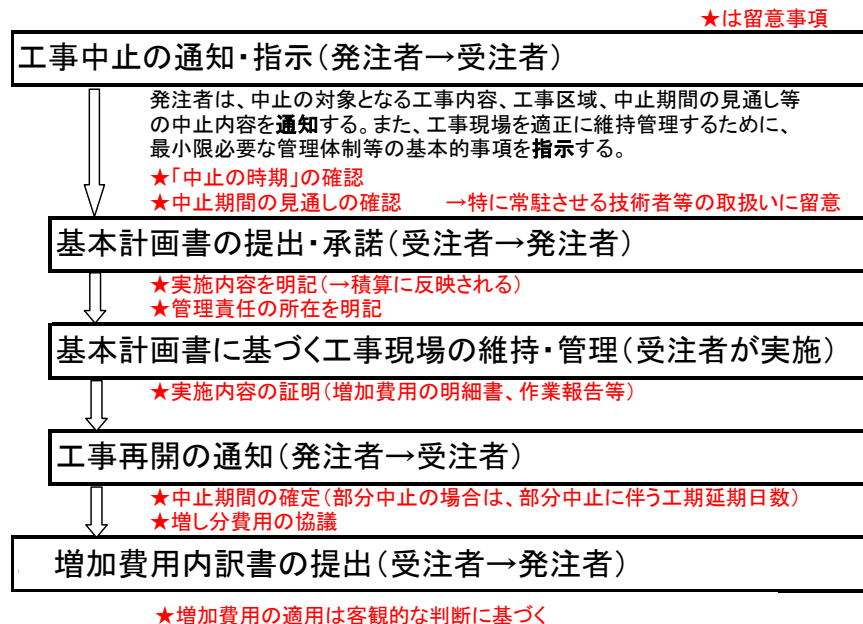 ★は留意事項
工事中止の通知・指示(発注者→受注者)
発注者は、中止の対象となる工事内容、工事区域、中止期間の見通し等
の中止内容を通知する。また、工事現場を適正に維持管理するために、
最小限必要な管理体制等の基本的事項を指示する。
★「中止の時期」の確認
★中止期間の見通しの確認　→特に常駐させる技術者等の取扱いに留意
基本計画書の提出・承諾(受注者→発注者)
★実施内容を明記(→積算に反映される)
★管理責任の所在を明記
基本計画書に基づく工事現場の維持・管理(受注者が実施)
★実施内容の証明(増加費用の明細書、作業報告等)
工事再開の通知(発注者→受注者)
★中止期間の確定(部分中止の場合は、部分中止に伴う工期延期日数)
★増し分費用の協議
増加費用内訳書の提出(受注者→発注者)
★増加費用の適用は客観的な判断に基づく